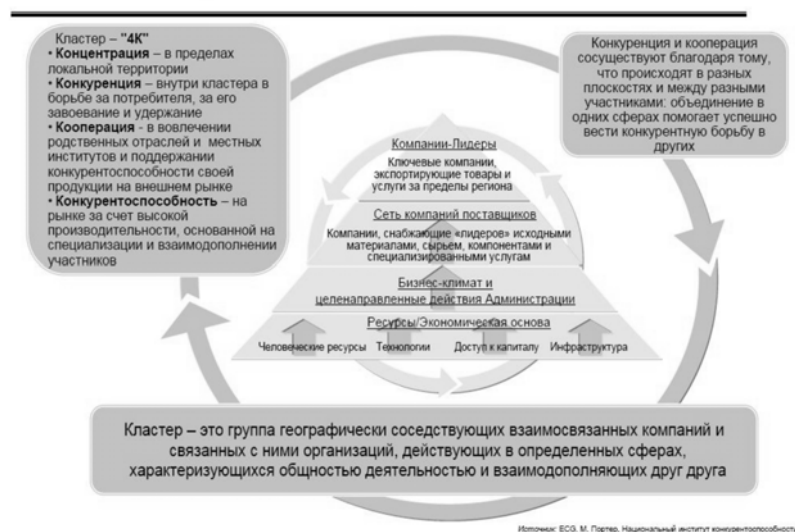 Кластер – "4К"
• Концентрация – в пределах
локальной территории
• Конкуренция – внутри кластера в
борьбе за потребителя, за его
завоевание и удержание
• Кооперация - в вовлечении
родственных отраслей и местных
институтов и поддержании
конкурентоспособности своей
продукции на внешнем рынке
• Конкурентоспособность – на
рынке за счет высокой
производительности, основанной на
специализации и взаимодополнении
участников
Конкуренция и кооперация
сосуществуют благодаря тому,
что происходят в разных
плоскостях и между разными
участниками: объединение в
одних сферах помогает успешно
вести конкурентную борьбу в
других
Компании-Лидеры
Ключевые компании,
экспортирующие товары и
услуги за пределы региона
Сеть компаний поставщиков
Компании, снабжающие «лидеров» исходными
материалами, сырьем, компонентами и
специализированными услугам
Бизнес-климат и
целенаправленные действия Администрации
Ресурсы/Экономическая основа
Человеческие ресурсы Технологии Доступ к капиталу Инфраструктура
Кластер – это группа географически соседствующих взаимосвязанных компаний и
связанных с ними организаций, действующих в определенных сферах,
характеризующихся общностью деятельностью и взаимодополняющих друг друга
Источник: ECG, М. Портер, Национальный институт конкурентоспособности